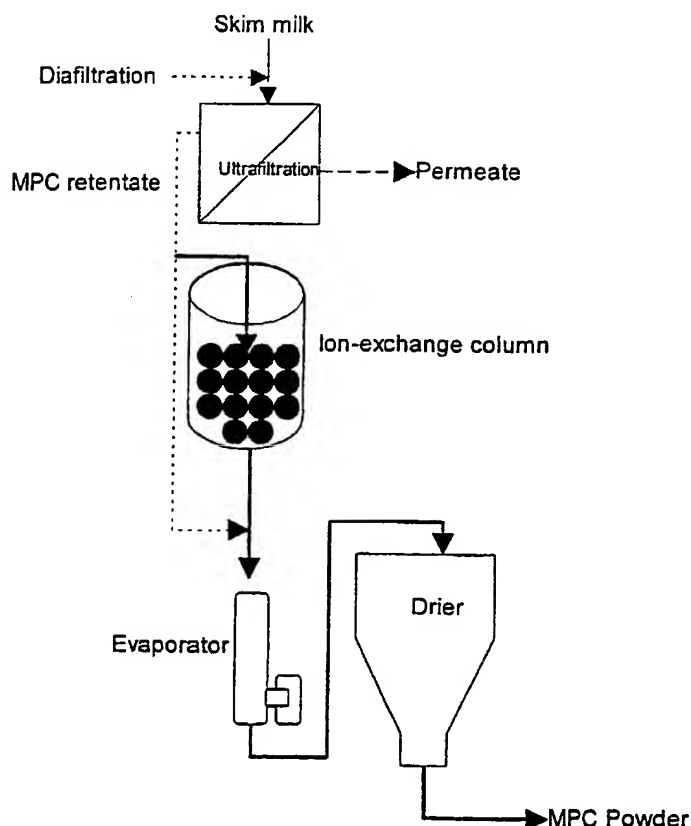 Skim milk
Diafiltration
Ultrafiltration
Permeate
MPC retentate
Ion-exchange column
Drier
Evaporator
MPC Powder